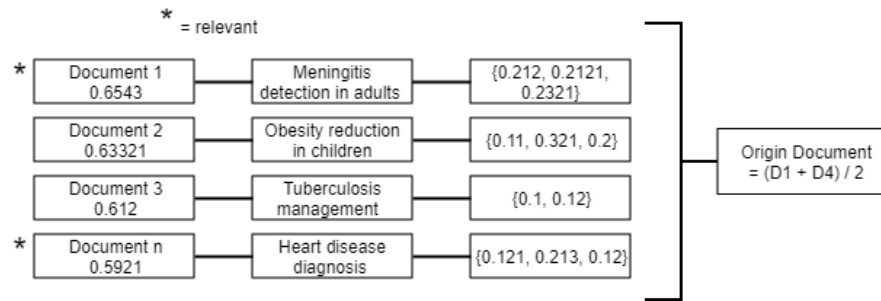 * = relevant
* Document 1
0.6543
Meningitis
detection in adults
{0.212, 0.2121,
0.2321}
Document 2
0.63321
Obesity reduction
in children
{0.11, 0.321, 0.2}
Document 3
0.612
Tuberculosis
management
{0.1, 0.12}
* Document n
0.5921
Heart disease
diagnosis
{0.121, 0.213, 0.12}
Origin Document
= (D1 + D4) / 2